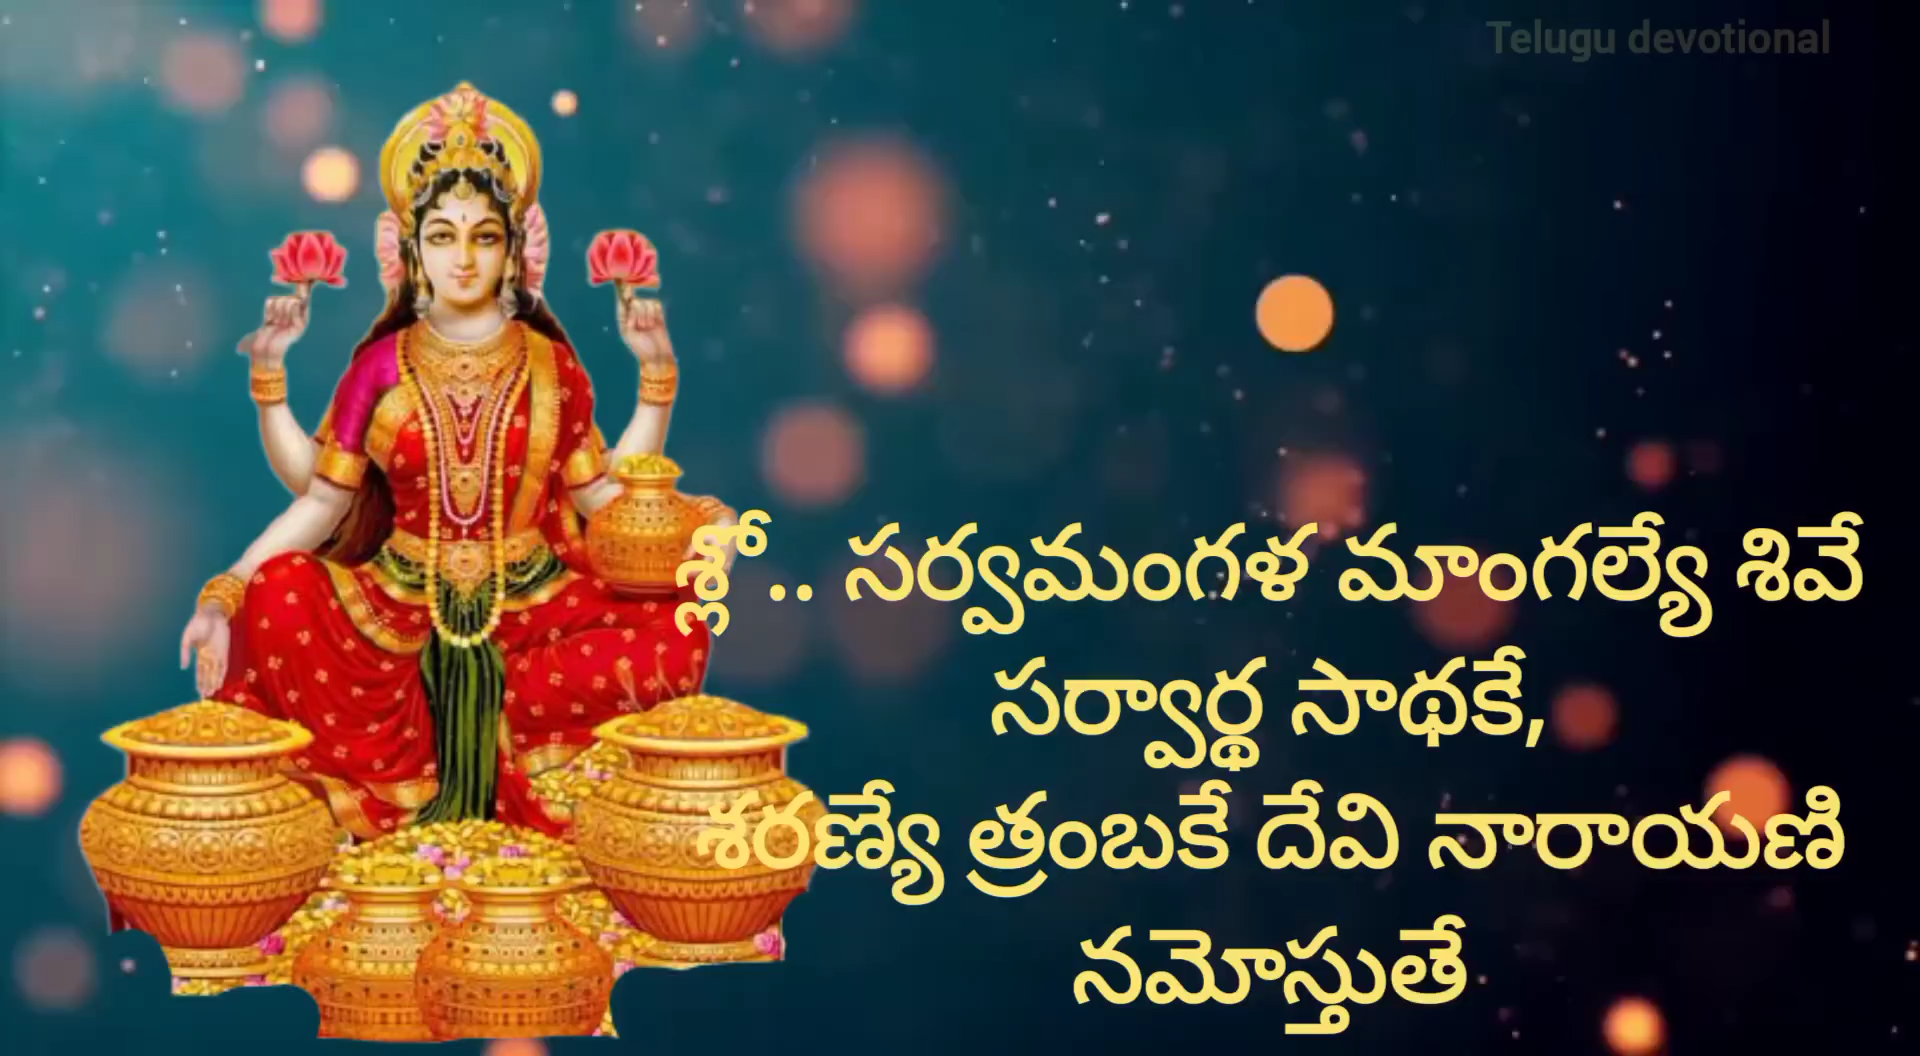 Telugu devotional
శ్లో.. సర్వమంగళ మాంగల్యే శివే
సర్వార్థ సాథకే,
శరణ్యే త్రంబకే దేవి నారాయణి
నమోస్తుతే